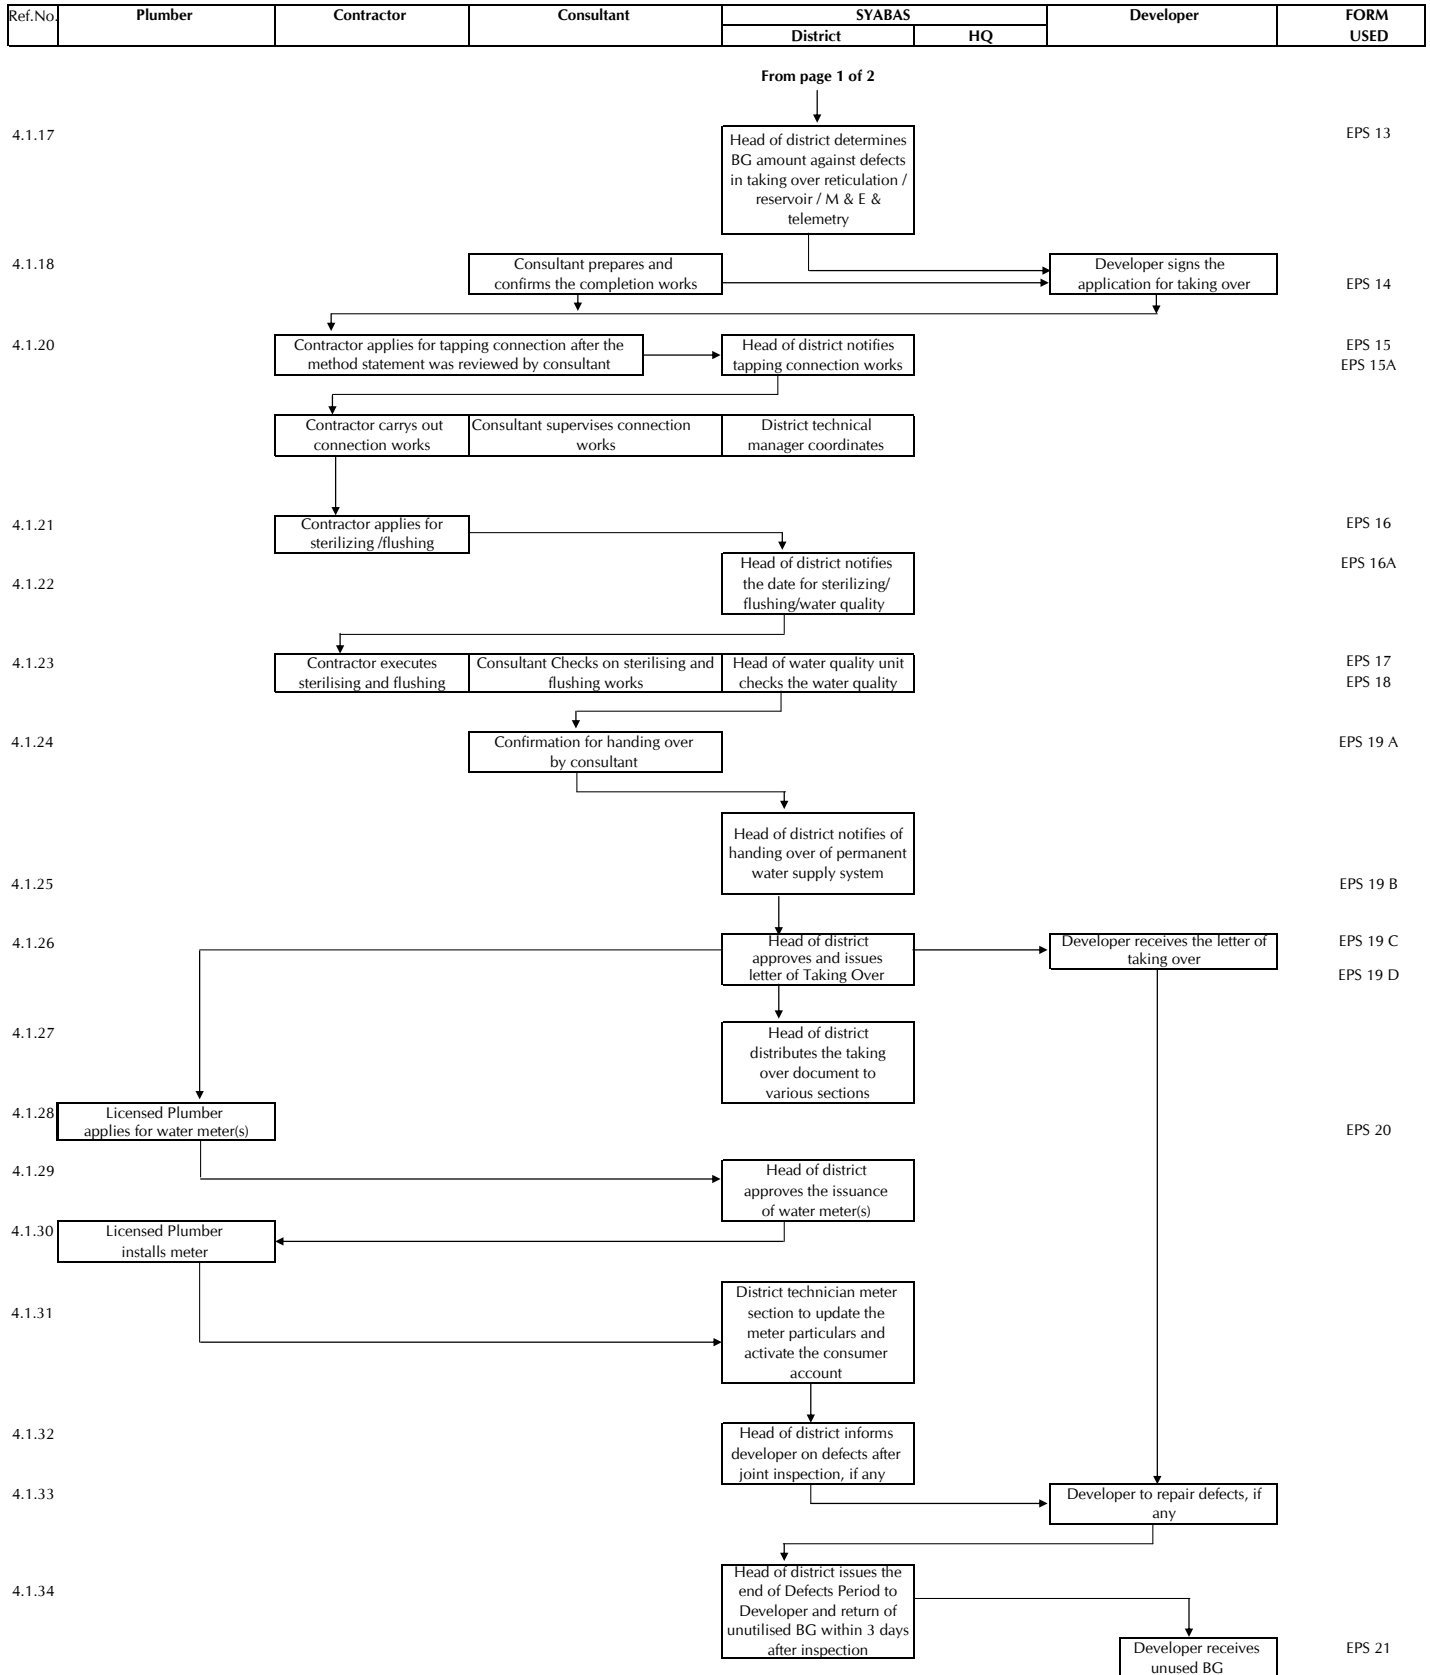 Ref.No.
Plumber
Contractor
Consultant
SYABAS
District
HQ
Developer
FORM
USED
From page 1 of 2
4.1.17
Head of district determines
BG amount against defects
in taking over reticulation /
reservoir / M & E &
telemetry
EPS 13
4.1.18
Consultant prepares and
confirms the completion works
Developer signs the
application for taking over
EPS 14
4.1.20
Contractor applies for tapping connection after the
method statement was reviewed by consultant
Head of district notifies
tapping connection works
EPS 15
EPS 15A
Contractor carrys out
connection works
Consultant supervises connection
works
District technical
manager coordinates
4.1.21
Contractor applies for
sterilizing /flushing
EPS 16
4.1.22
Head of district notifies
the date for sterilizing/
flushing/water quality
EPS 16A
4.1.23
Contractor executes
sterilising and flushing
Consultant Checks on sterilising and
flushing works
Head of water quality unit
checks the water quality
EPS 17
EPS 18
4.1.24
Confirmation for handing over
by consultant
EPS 19 A
Head of district notifies of
handing over of permanent
water supply system
4.1.25
EPS 19 B
4.1.26
Head of district
approves and issues
letter of Taking Over
Developer receives the letter of
taking over
EPS 19 C
EPS 19 D
4.1.27
Head of district
distributes the taking
over document to
various sections
4.1.28
Licensed Plumber
applies for water meter(s)
EPS 20
4.1.29
Head of district
approves the issuance
of water meter(s)
4.1.30
Licensed Plumber
installs meter
4.1.31
District technician meter
section to update the
meter particulars and
activate the consumer
account
4.1.32
Head of district informs
developer on defects after
joint inspection, if any
4.1.33
Developer to repair defects, if
any
4.1.34
Head of district issues the
end of Defects Period to
Developer and return of
unutilised BG within 3 days
after inspection
Developer receives
unused BG
EPS 21